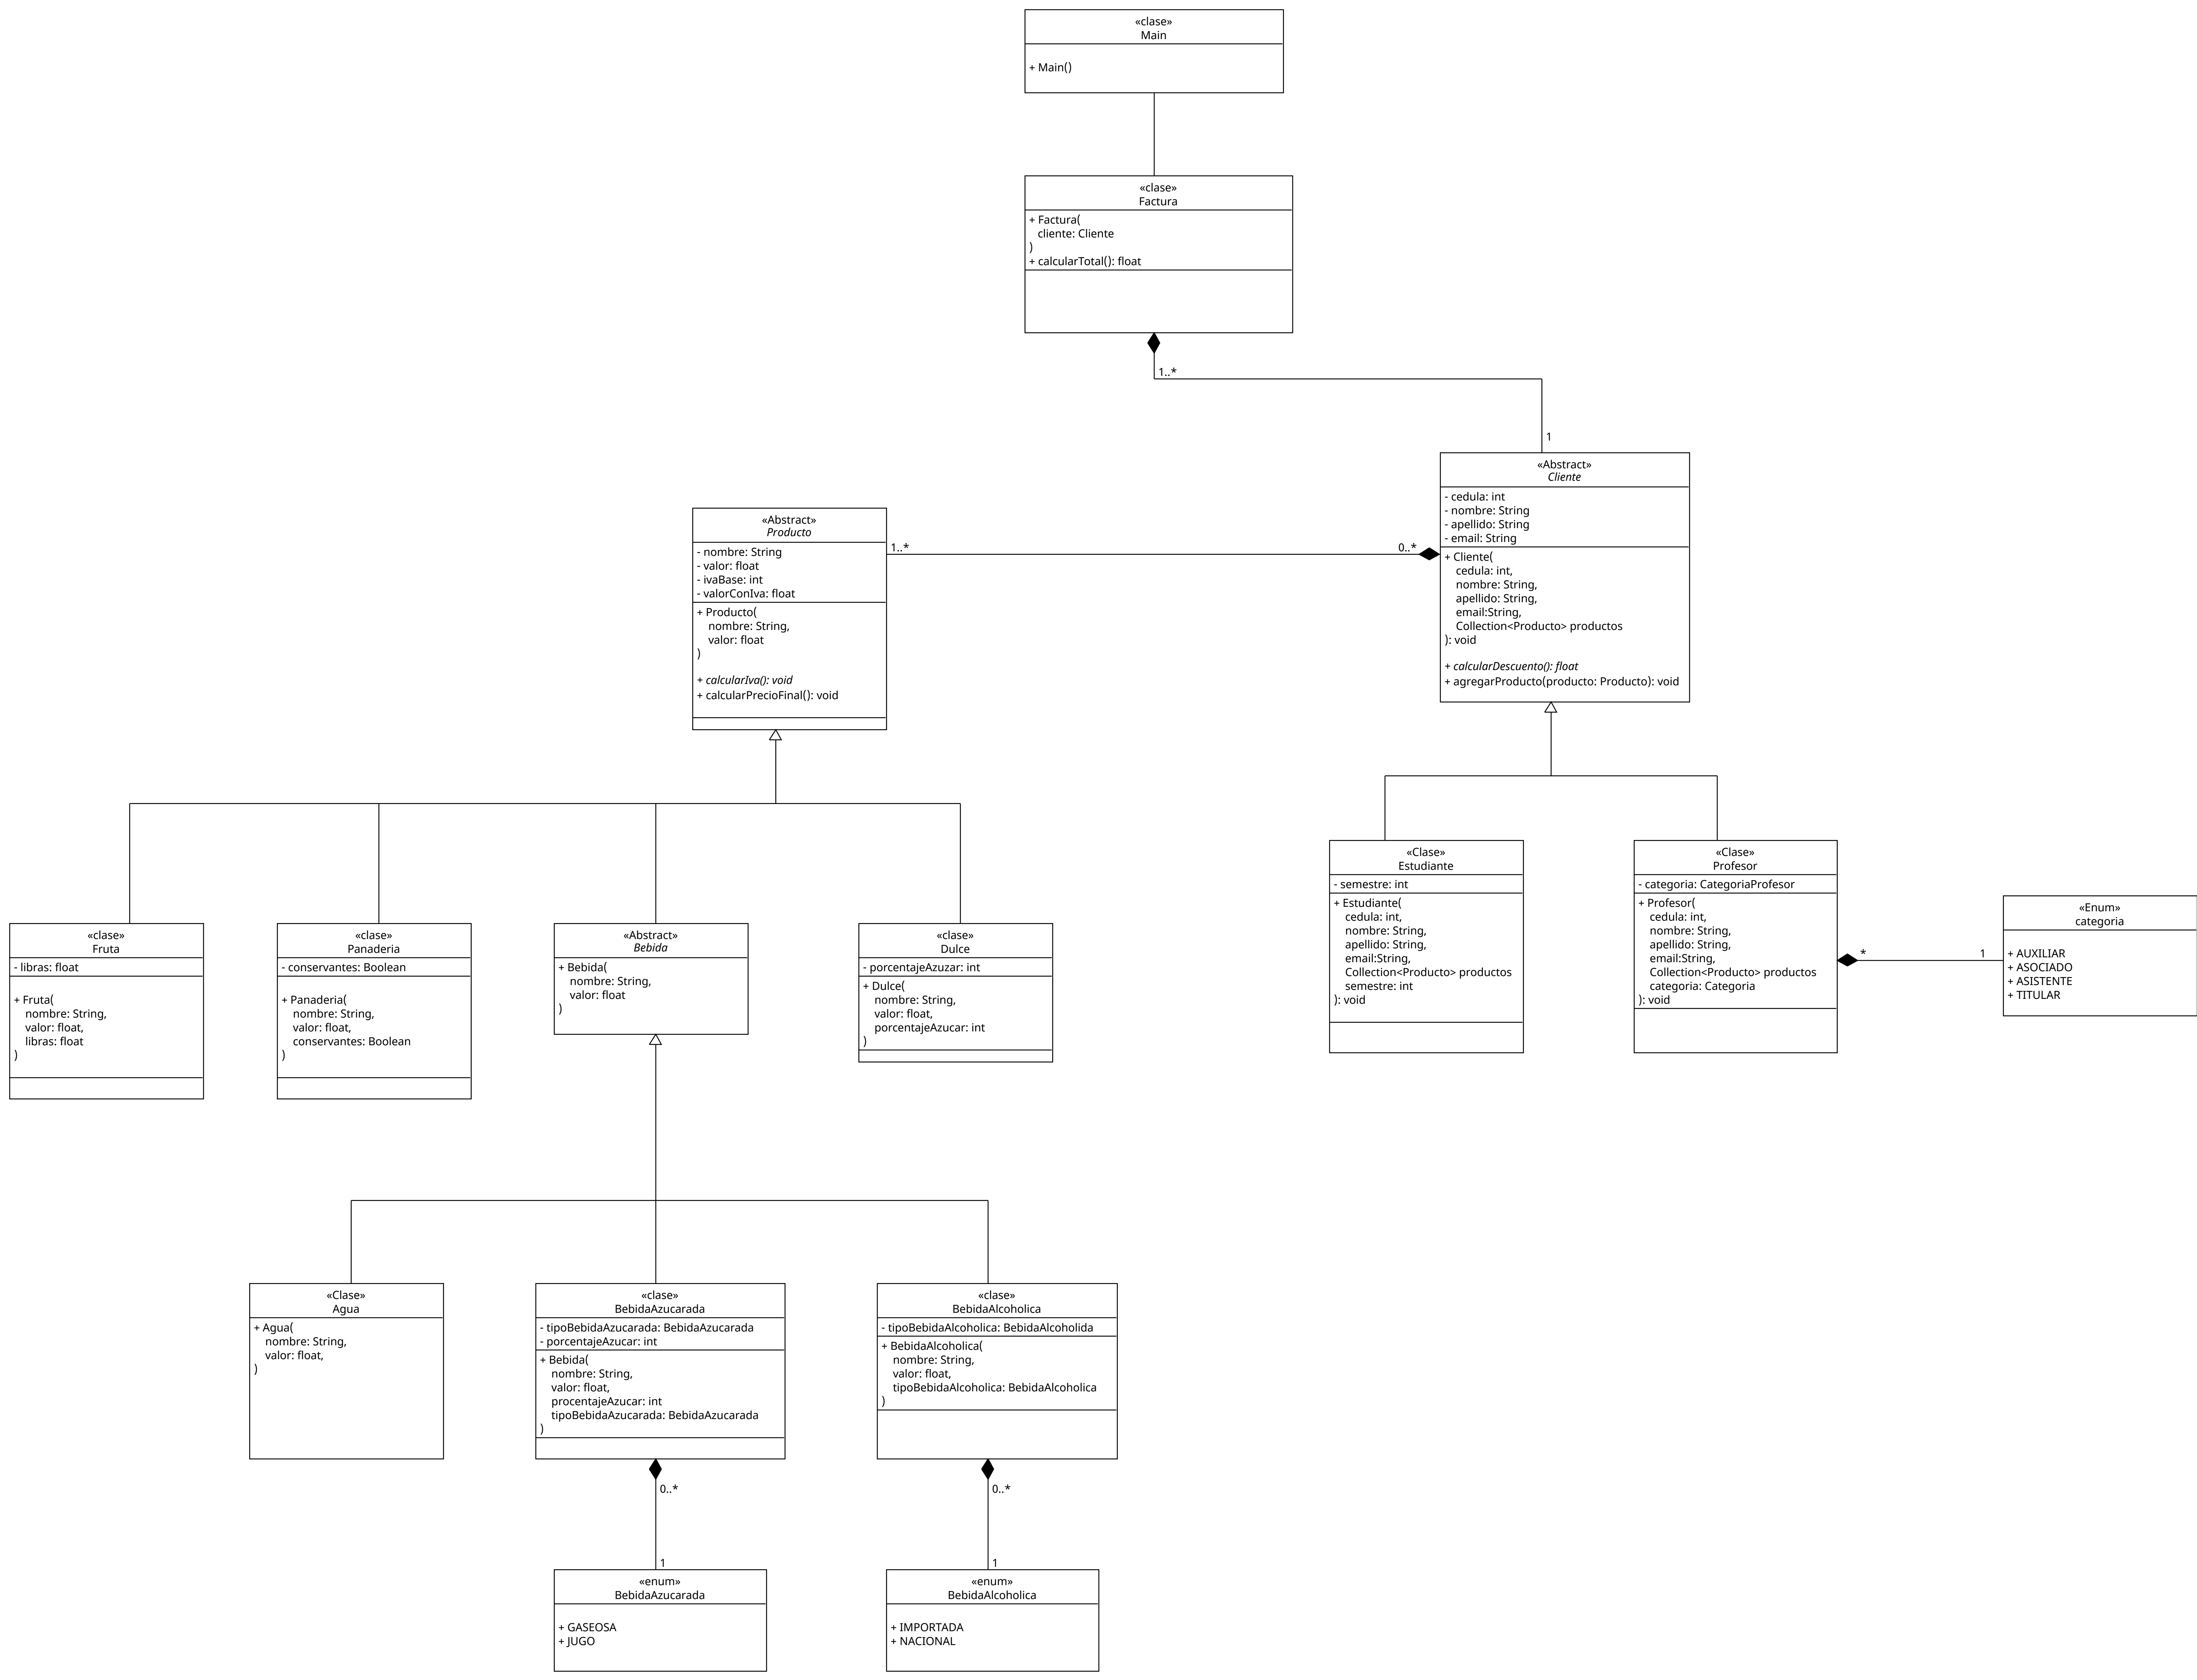 «clase»
Main
+ Main()
«clase»
Factura
+ Factura(
cliente: Cliente
)
+ calcularTotal(): float
1..*
1
«Abstract»
Cliente
- cedula: int
- nombre: String
- apellido: String
- email: String
+ Cliente(
cedula: int,
nombre: String,
apellido: String,
email:String,
Collection<Producto> productos
): void
+ calcularDescuento(): float
+ agregarProducto(producto: Producto): void
«Abstract»
Producto
- nombre: String
- valor: float
- ivaBase: int
- valorConIva: float
+ Producto(
nombre: String,
valor: float
)
+ calcularIva(): void
+ calcularPrecioFinal(): void
1..*
0..*
«Clase»
Estudiante
- semestre: int
+ Estudiante(
cedula: int,
nombre: String,
apellido: String,
email:String,
Collection<Producto> productos
semestre: int
): void
«Clase»
Profesor
- categoria: CategoriaProfesor
+ Profesor(
cedula: int,
nombre: String,
apellido: String,
email:String,
Collection<Producto> productos
categoria: Categoria
): void
*
1
«Enum»
categoria
+ AUXILIAR
+ ASOCIADO
+ ASISTENTE
+ TITULAR
«clase»
Fruta
- libras: float
+ Fruta(
nombre: String,
valor: float,
libras: float
)
«clase»
Panaderia
- conservantes: Boolean
+ Panaderia(
nombre: String,
valor: float,
conservantes: Boolean
)
«Abstract»
Bebida
+ Bebida(
nombre: String,
valor: float
)
«clase»
Dulce
- porcentajeAzuzar: int
+ Dulce(
nombre: String,
valor: float,
porcentajeAzucar: int
)
«Clase»
Agua
+ Agua(
nombre: String,
valor: float,
)
«clase»
BebidaAzucarada
- tipoBebidaAzucarada: BebidaAzucarada
- porcentajeAzucar: int
+ Bebida(
nombre: String,
valor: float,
procentajeAzucar: int
tipoBebidaAzucarada: BebidaAzucarada
)
«clase»
BebidaAlcoholica
- tipoBebidaAlcoholica: BebidaAlcoholida
+ BebidaAlcoholica(
nombre: String,
valor: float,
tipoBebidaAlcoholica: BebidaAlcoholica
)
0..*
1
0..*
1
«enum»
BebidaAzucarada
+ GASEOSA
+ JUGO
«enum»
BebidaAlcoholica
+ IMPORTADA
+ NACIONAL